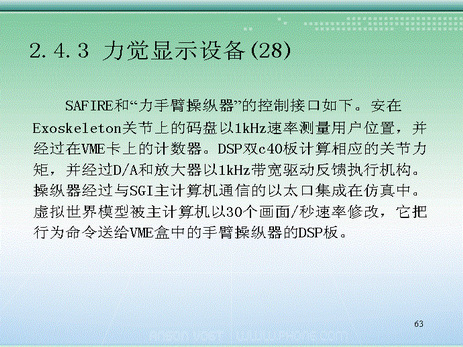 2.4.3 力觉显示设备(28)
SAFIRE和“力手臂操纵器”的控制接口如下。安在
Exoskeleton关节上的码盘以1kHz速率测量用户位置，并
经过在VME卡上的计数器。DSP双c40板计算相应的关节力
矩，并经过D/A和放大器以1kHz带宽驱动反馈执行机构。
操纵器经过与SGI主计算机通信的以太口集成在仿真中。
虚拟世界模型被主计算机以30个画面/秒速率修改，它把
行为命令送给VME盒中的手臂操纵器的DSP板。
63